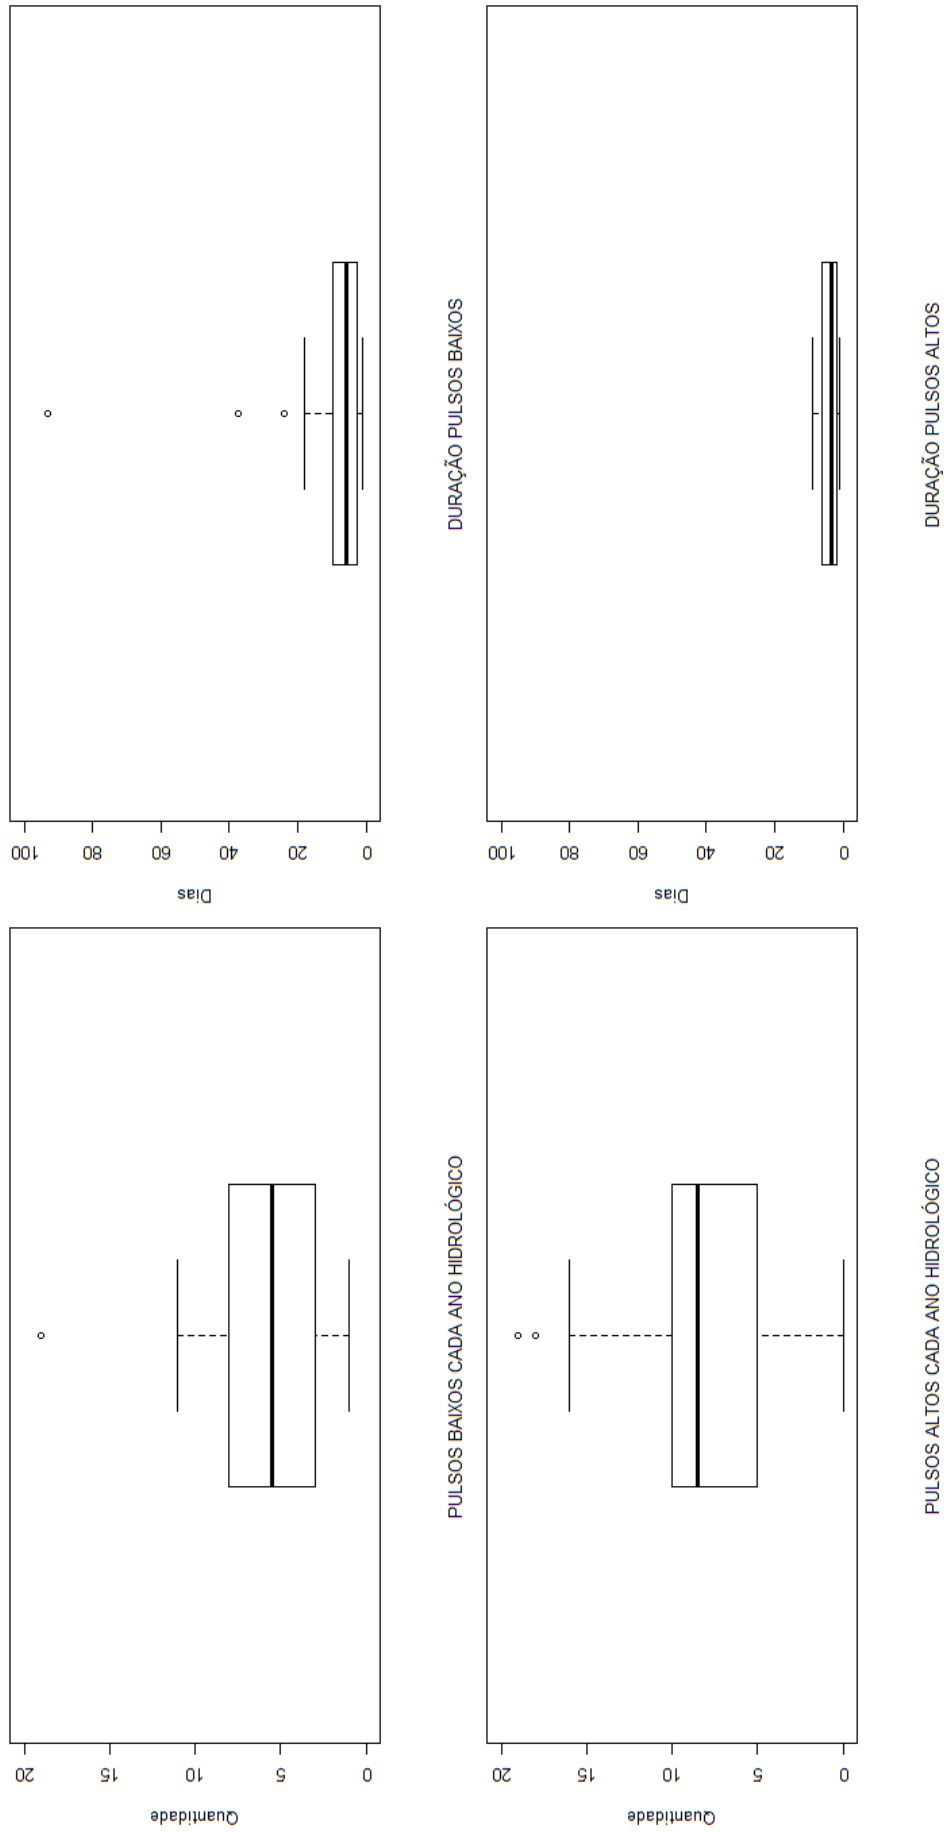 Quantidade
20
15
10
5
0
PULSOS BAIXOS CADA ANO HIDROLÓGICO
Dias
100
80
60
40
20
0
DURAÇÃO PULSOS BAIXOS
Quantidade
20
15
10
5
0
PULSOS ALTOS CADA ANO HIDROLÓGICO
Dias
100
80
60
40
20
0
DURAÇÃO PULSOS ALTOS